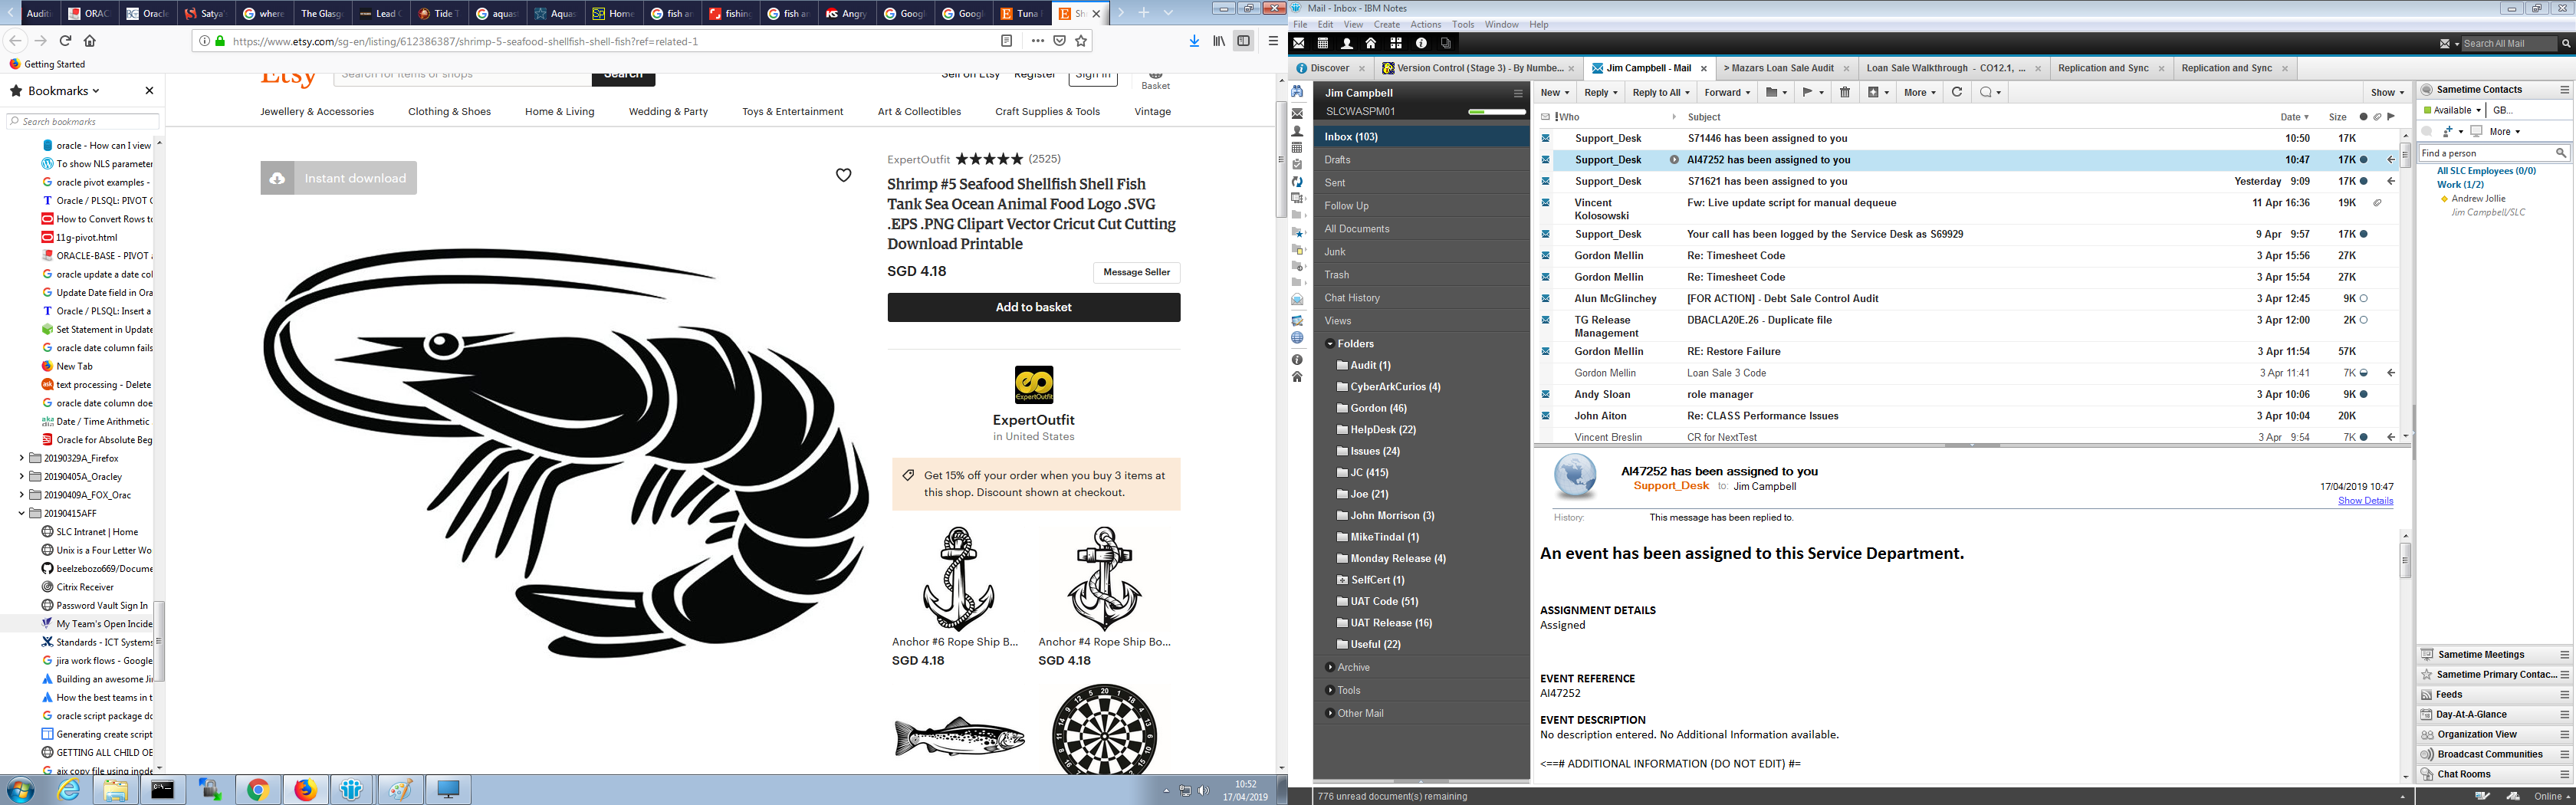 Auditi
ORAC
Oracle
Satya
where
The Glasg
Lead C
Tide T
aquast
Aquas
Home
fish an
fishing
fish an
Angry
Googl
Googl
Tuna
Sh
https://www.etsy.com/sg-en/listing/612386387/shrimp-5-seafood-shellfish-shell-fish?ref=related-1
Getting Started
Bookmarks
Search bookmarks
oracle - How can I view
To show NLS parameter
oracle pivot examples -
Oracle / PLSQL: PIVOT C
How to Convert Rows to
11g-pivot.html
ORACLE-BASE - PIVOT
oracle update a date col
Update Date field in Ora
Oracle / PLSQL: Insert a
Set Statement in Update
oracle date column fails
New Tab
text processing - Delete
oracle date column doe
Date / Time Arithmetic
Oracle for Absolute Beg
20190329A_Firefox
20190405A_Oracley
20190409A_FOX_Orac
20190415AFF
SLC Intranet | Home
Unix is a Four Letter Wo
beelzebozo669/Docume
Citrix Receiver
Password Vault Sign In
My Team's Open Incide
Standards - ICT Systems
jira work flows - Google
Building an awesome Ji
How the best teams in t
oracle script package dc
Generating create script
GETTING ALL CHILD OB
aix copy file using inode
Etsy
Search for items or shops
Search
Sell on Etsy
Register
Sign in
Basket
Jewellery & Accessories
Clothing & Shoes
Home & Living
Wedding & Party
Toys & Entertainment
Art & Collectibles
Craft Supplies & Tools
Vintage
Instant download
ExpertOutfit ★★★★★ (2525)
Shrimp #5 Seafood Shellfish Shell Fish
Tank Sea Ocean Animal Food Logo .SVG
.EPS .PNG Clipart Vector Cricut Cut Cutting
Download Printable
SGD 4.18
Message Seller
Add to basket
ExpertOutfit
ExpertOutfit
in United States
Get 15% off your order when you buy 3 items at
this shop. Discount shown at checkout.
Anchor #6 Rope Ship B...
SGD 4.18
Anchor #4 Rope Ship Bo...
SGD 4.18
10:52
17/04/2019
Mail - Inbox - IBM Notes
File Edit View Create Actions Tools Window Help
Search All Mail
Discover
Version Control (Stage 3) - By Numbe...
Jim Campbell - Mail
> Mazars Loan Sale Audit
Loan Sale Walkthrough - CO12.1, ...
Replication and Sync
Replication and Sync
Jim Campbell
SLCWASPM01
Inbox (103)
Drafts
Sent
Follow Up
All Documents
Junk
Trash
Chat History
Views
Folders
Audit (1)
CyberArkCurios (4)
Gordon (46)
HelpDesk (22)
Issues (24)
JC (415)
Joe (21)
John Morrison (3)
MikeTindal (1)
Monday Release (4)
SelfCert (1)
UAT Code (51)
UAT Release (16)
Useful (22)
Archive
Tools
Other Mail
New Reply Reply to All Forward More Show
! Who Subject Date Size
Support_Desk S71446 has been assigned to you 10:50 17K
Support_Desk AI47252 has been assigned to you 10:47 17K
Support_Desk S71621 has been assigned to you Yesterday 9:09 17K
Vincent Kolosowski Fw: Live update script for manual dequeue 11 Apr 16:36 19K
Support_Desk Your call has been logged by the Service Desk as S69929 9 Apr 9:57 17K
Gordon Mellin Re: Timesheet Code 3 Apr 15:56 27K
Gordon Mellin Re: Timesheet Code 3 Apr 15:54 27K
Alun McGlinchey [FOR ACTION] - Debt Sale Control Audit 3 Apr 12:45 9K
TG Release Management DBACLA20E.26 - Duplicate file 3 Apr 12:00 2K
Gordon Mellin RE: Restore Failure 3 Apr 11:54 57K
Gordon Mellin Loan Sale 3 Code 3 Apr 11:41 7K
Andy Sloan role manager 3 Apr 10:06 9K
John Aiton Re: CLASS Performance Issues 3 Apr 10:04 20K
Vincent Breslin CR for NextTest 3 Apr 9:54 7K
AI47252 has been assigned to you
Support_Desk to: Jim Campbell
17/04/2019 10:47
Show Details
History: This message has been replied to.
An event has been assigned to this Service Department.
ASSIGNMENT DETAILS
Assigned
EVENT REFERENCE
AI47252
EVENT DESCRIPTION
No description entered. No Additional Information available.
<==# ADDITIONAL INFORMATION (DO NOT EDIT) #=
Sametime Contacts
Available GB...
More
Find a person
All SLC Employees (0/0)
Work (1/2)
Andrew Jollie
Jim Campbell/SLC
Sametime Meetings
Sametime Primary Contac...
Feeds
Day-At-A-Glance
Organization View
Broadcast Communities
Chat Rooms
776 unread document(s) remaining
Online